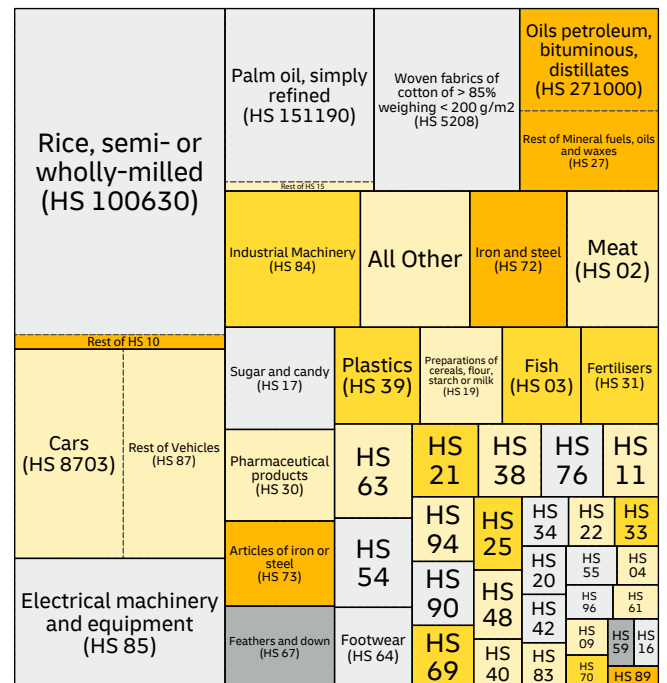 Rice, semi- or
wholly-milled
(HS 100630)
Rest of HS 10
Cars
(HS 8703)
Rest of Vehicles
(HS 87)
Electrical machinery
and equipment
(HS 85)
Palm oil, simply
refined
(HS 151190)
Rest of HS 15
Woven fabrics of
cotton of > 85%
weighing < 200 g/m2
(HS 5208)
Oils petroleum,
bituminous,
distillates
(HS 271000)
Rest of Mineral fuels, oils
and waxes
(HS 27)
Industrial Machinery
(HS 84)
All Other
Iron and steel
(HS 72)
Meat
(HS 02)
Sugar and candy
(HS 17)
Plastics
(HS 39)
Preparations of
cereals, flour,
starch or milk
(HS 19)
Fish
(HS 03)
Fertilisers
(HS 31)
Pharmaceutical
products
(HS 30)
Articles of iron or
steel
(HS 73)
Feathers and down
(HS 67)
HS
63
HS
54
Footwear
(HS 64)
HS
21
HS
38
HS
76
HS
11
HS
94
HS
90
HS
69
HS
25
HS
48
HS
40
HS
34
HS
20
HS
42
HS
83
HS
22
HS
33
HS
55
HS
04
HS
96
HS
61
HS
09
HS
70
HS
59
HS
16
HS 89